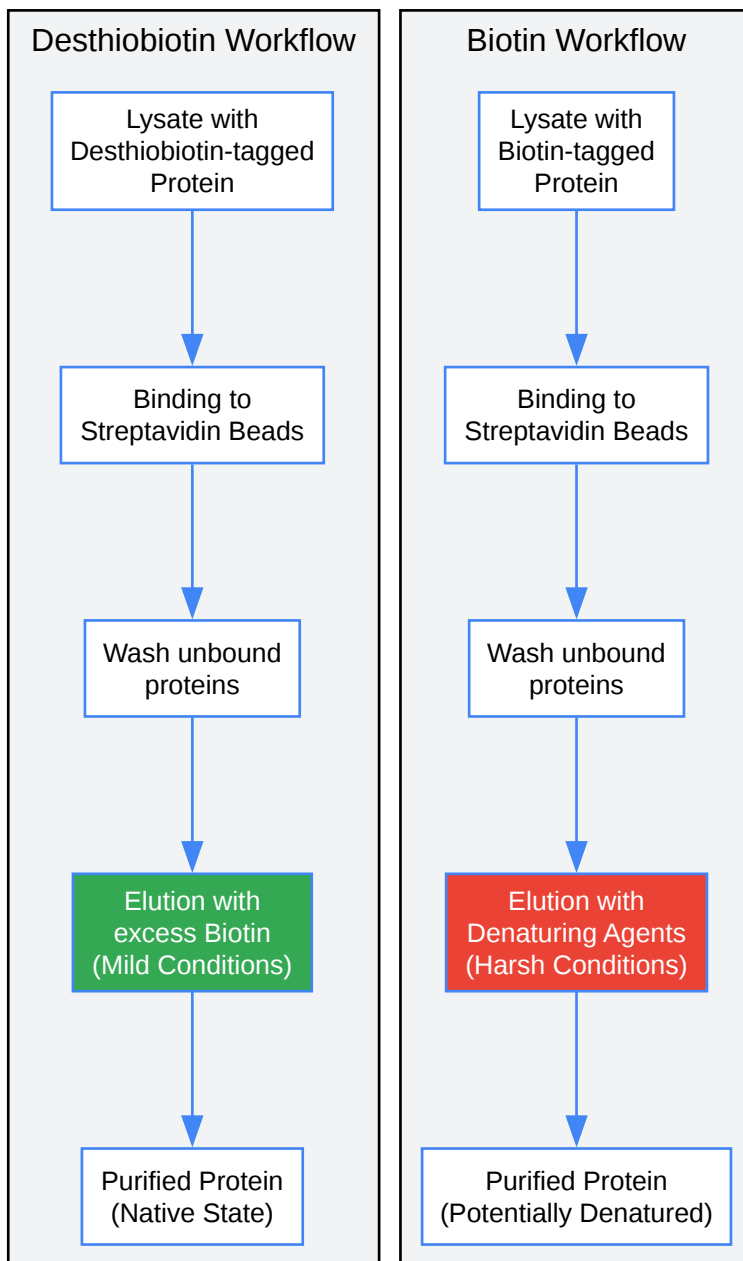 Desthiobiotin Workflow
Lysate with
Desthiobiotin-tagged
Protein
Binding to
Streptavidin Beads
Wash unbound
proteins
Elution with
excess Biotin
(Mild Conditions)
Purified Protein
(Native State)
Biotin Workflow
Lysate with
Biotin-tagged
Protein
Binding to
Streptavidin Beads
Wash unbound
proteins
Elution with
Denaturing Agents
(Harsh Conditions)
Purified Protein
(Potentially Denatured)